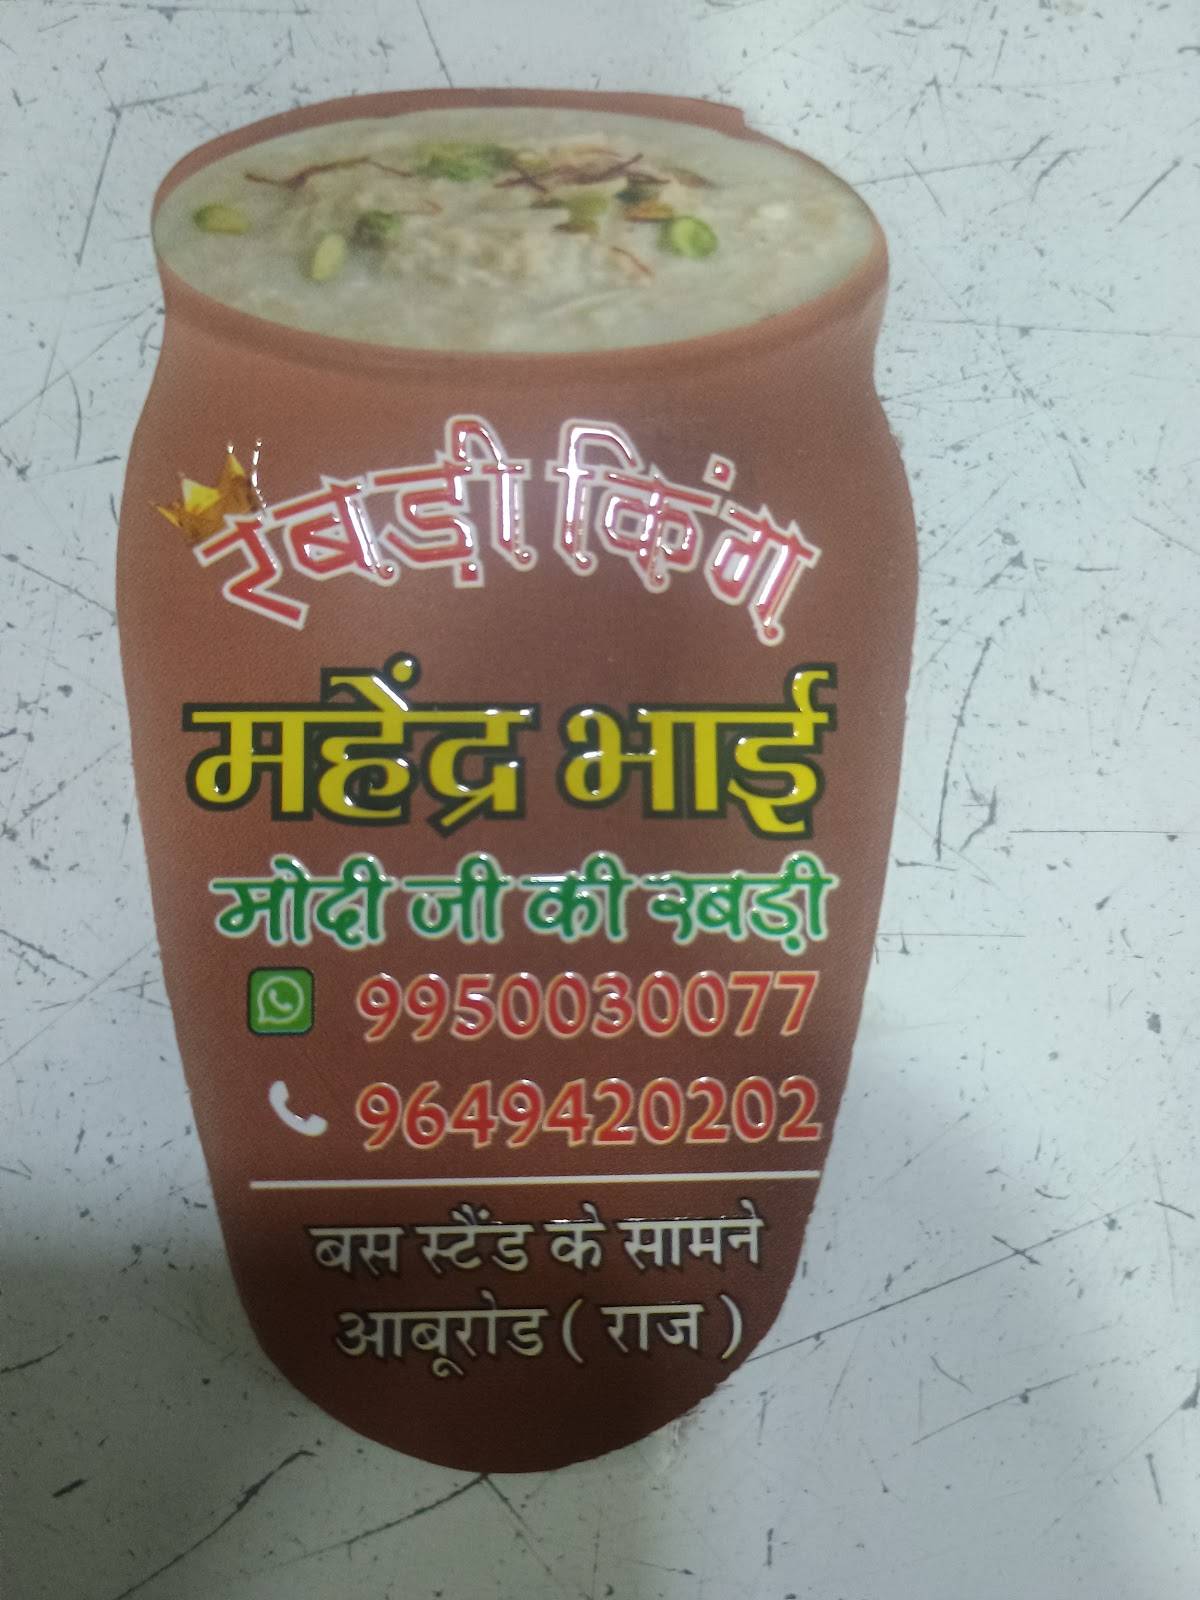 रबड़ी किंग
महेंद्र भाई
मोदी जी की रबड़ी
9950030077
9649420202
बस स्टैंड के सामने
आबूरोड ( राज )